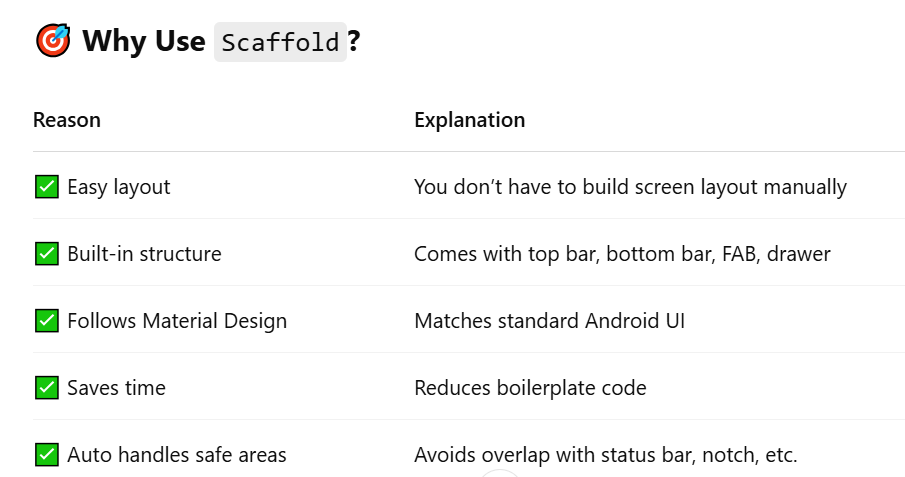 🎯 Why Use Scaffold?
Reason Explanation
✅ Easy layout You don’t have to build screen layout manually
✅ Built-in structure Comes with top bar, bottom bar, FAB, drawer
✅ Follows Material Design Matches standard Android UI
✅ Saves time Reduces boilerplate code
✅ Auto handles safe areas Avoids overlap with status bar, notch, etc.